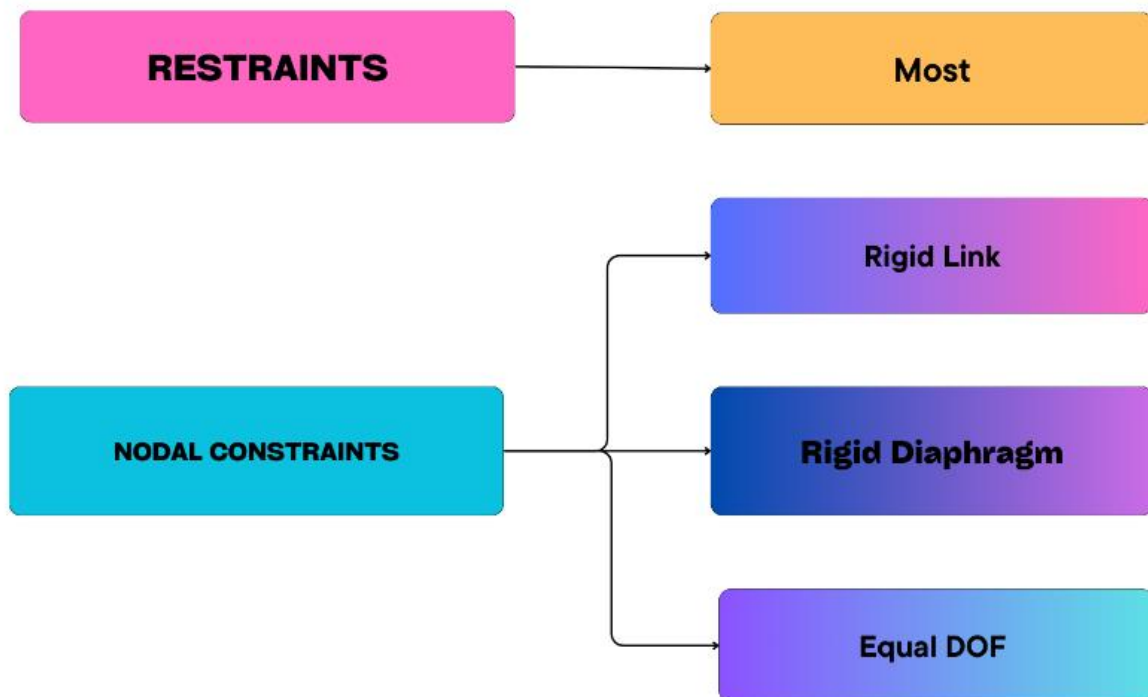 RESTRAINTS
Most
Rigid Link
NODAL CONSTRAINTS
Rigid Diaphragm
Equal DOF